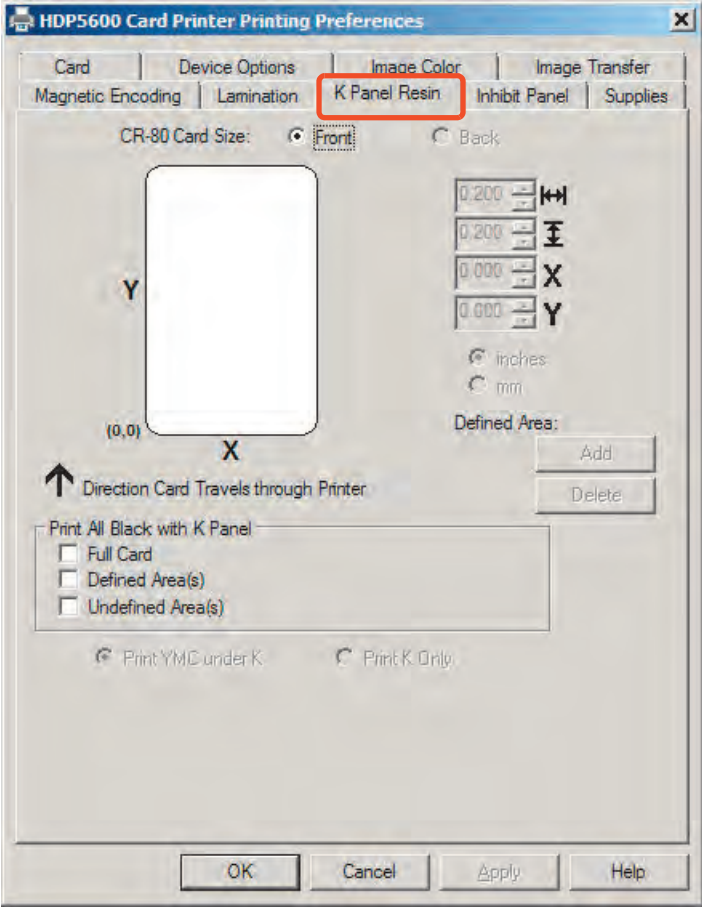 HDP5600 Card Printer Printing Preferences
Card Device Options Image Color Image Transfer
Magnetic Encoding Lamination K Panel Resin Inhibit Panel Supplies
CR-80 Card Size: Front Back
0.200
0.200
Y 0.000 X
0.000 Y
inches
mm
(0,0) Defined Area:
X Add
Direction Card Travels through Printer Delete
Print All Black with K Panel
Full Card
Defined Area(s)
Undefined Area(s)
Print YMC under K Print K Only
OK Cancel Apply Help